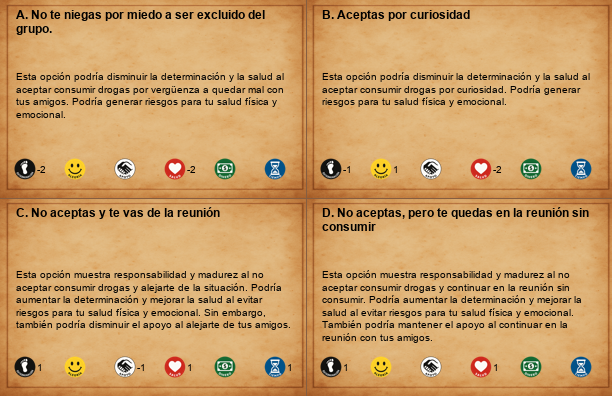 A. No te niegas por miedo a ser excluido del
grupo.
Esta opción podría disminuir la determinación y la salud al
aceptar consumir drogas por vergüenza a quedar mal con
tus amigos. Podría generar riesgos para tu salud física y
emocional.
-2 -2
B. Aceptas por curiosidad
Esta opción podría disminuir la determinación y la salud al
aceptar consumir drogas por curiosidad. Podría generar
riesgos para tu salud física y emocional.
-1 1 -2
C. No aceptas y te vas de la reunión
Esta opción muestra responsabilidad y madurez al no
aceptar consumir drogas y alejarte de la situación. Podría
aumentar la determinación y mejorar la salud al evitar
riesgos para tu salud física y emocional. Sin embargo,
también podría disminuir el apoyo al alejarte de tus amigos.
1 -1 1 1
D. No aceptas, pero te quedas en la reunión sin
consumir
Esta opción muestra responsabilidad y madurez al no
aceptar consumir drogas y continuar en la reunión sin
consumir. Podría aumentar la determinación y mejorar la
salud al evitar riesgos para tu salud física y emocional.
También podría mantener el apoyo al continuar en la
reunión con tus amigos.
1 1